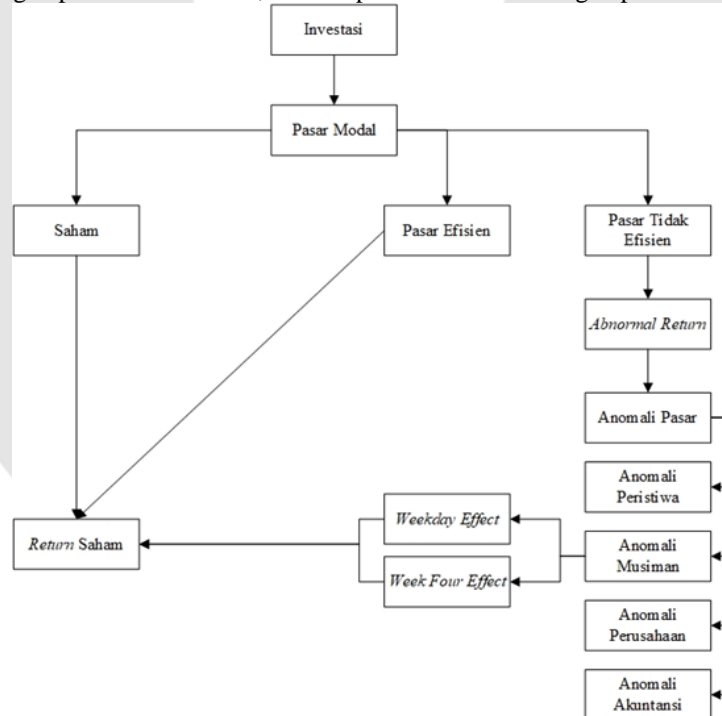 Investasi
Pasar Modal
Saham
Pasar Efisien
Pasar Tidak
Efisien
Abnormal Return
Anomali Pasar
Anomali
Peristiwa
Weekday Effect
Return Saham
Anomali
Musiman
Week Four Effect
Anomali
Perusahaan
Anomali
Akuntansi